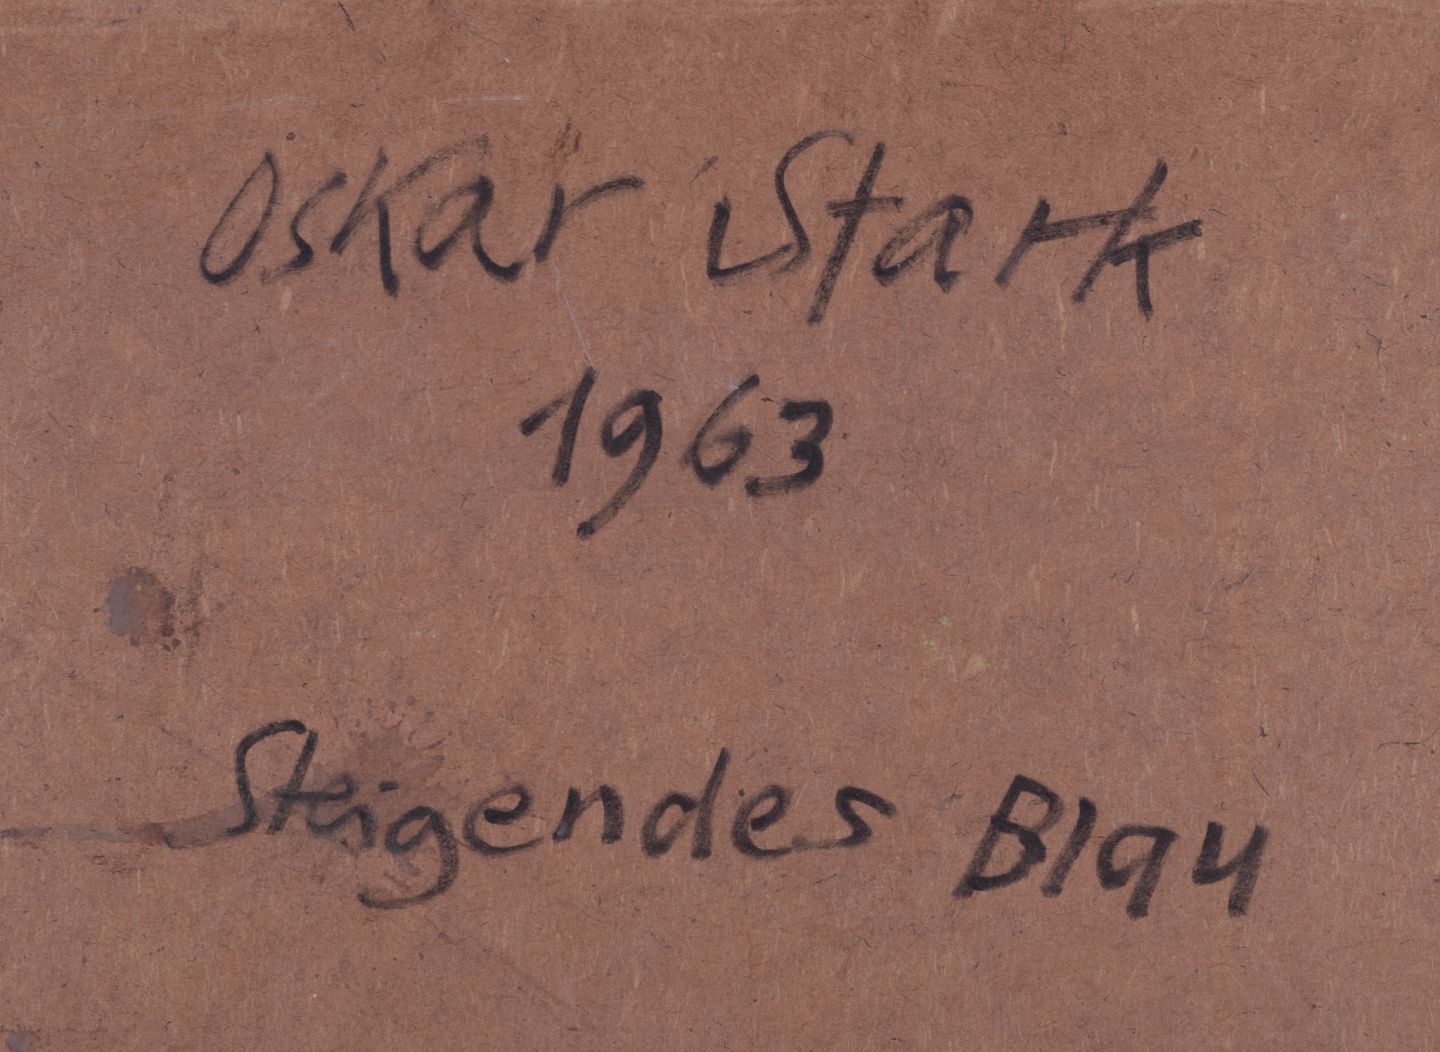 Oskar Stark
1963
Steigendes Blau